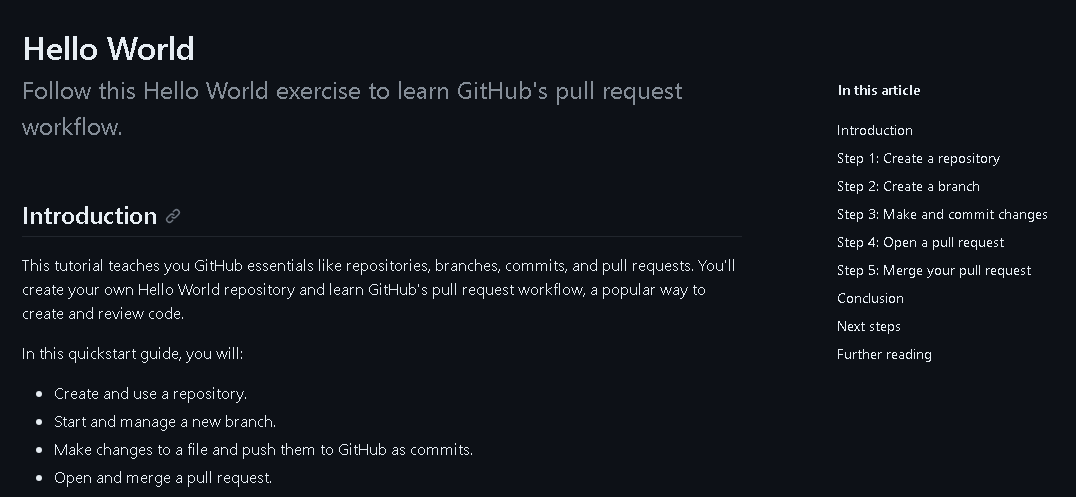 Hello World
Follow this Hello World exercise to learn GitHub's pull request
workflow.
Introduction
This tutorial teaches you GitHub essentials like repositories, branches, commits, and pull requests. You'll
create your own Hello World repository and learn GitHub's pull request workflow, a popular way to
create and review code.
In this quickstart guide, you will:
Create and use a repository.
Start and manage a new branch.
Make changes to a file and push them to GitHub as commits.
Open and merge a pull request.
In this article
Introduction
Step 1: Create a repository
Step 2: Create a branch
Step 3: Make and commit changes
Step 4: Open a pull request
Step 5: Merge your pull request
Conclusion
Next steps
Further reading